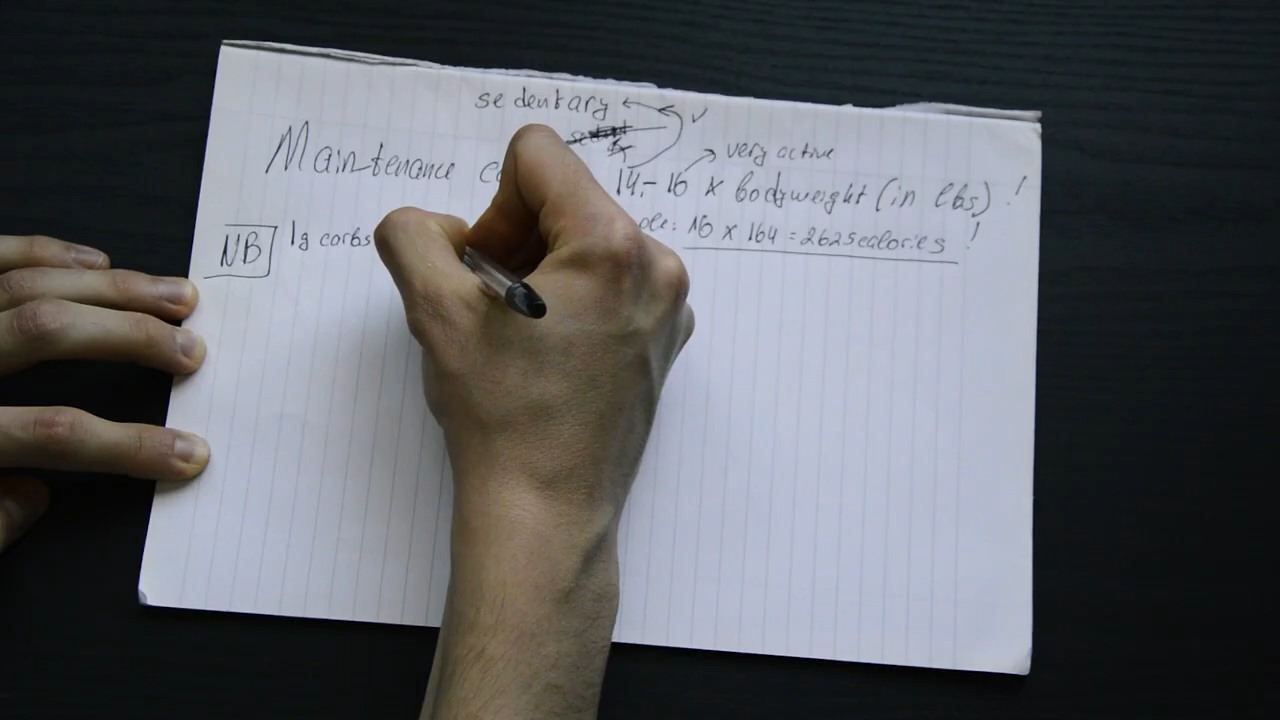 sedentary
very active
Maintenance 14-16 x bodyweight (in lbs) !
16 x 164 = 2625 calories !
NB 1g carbs